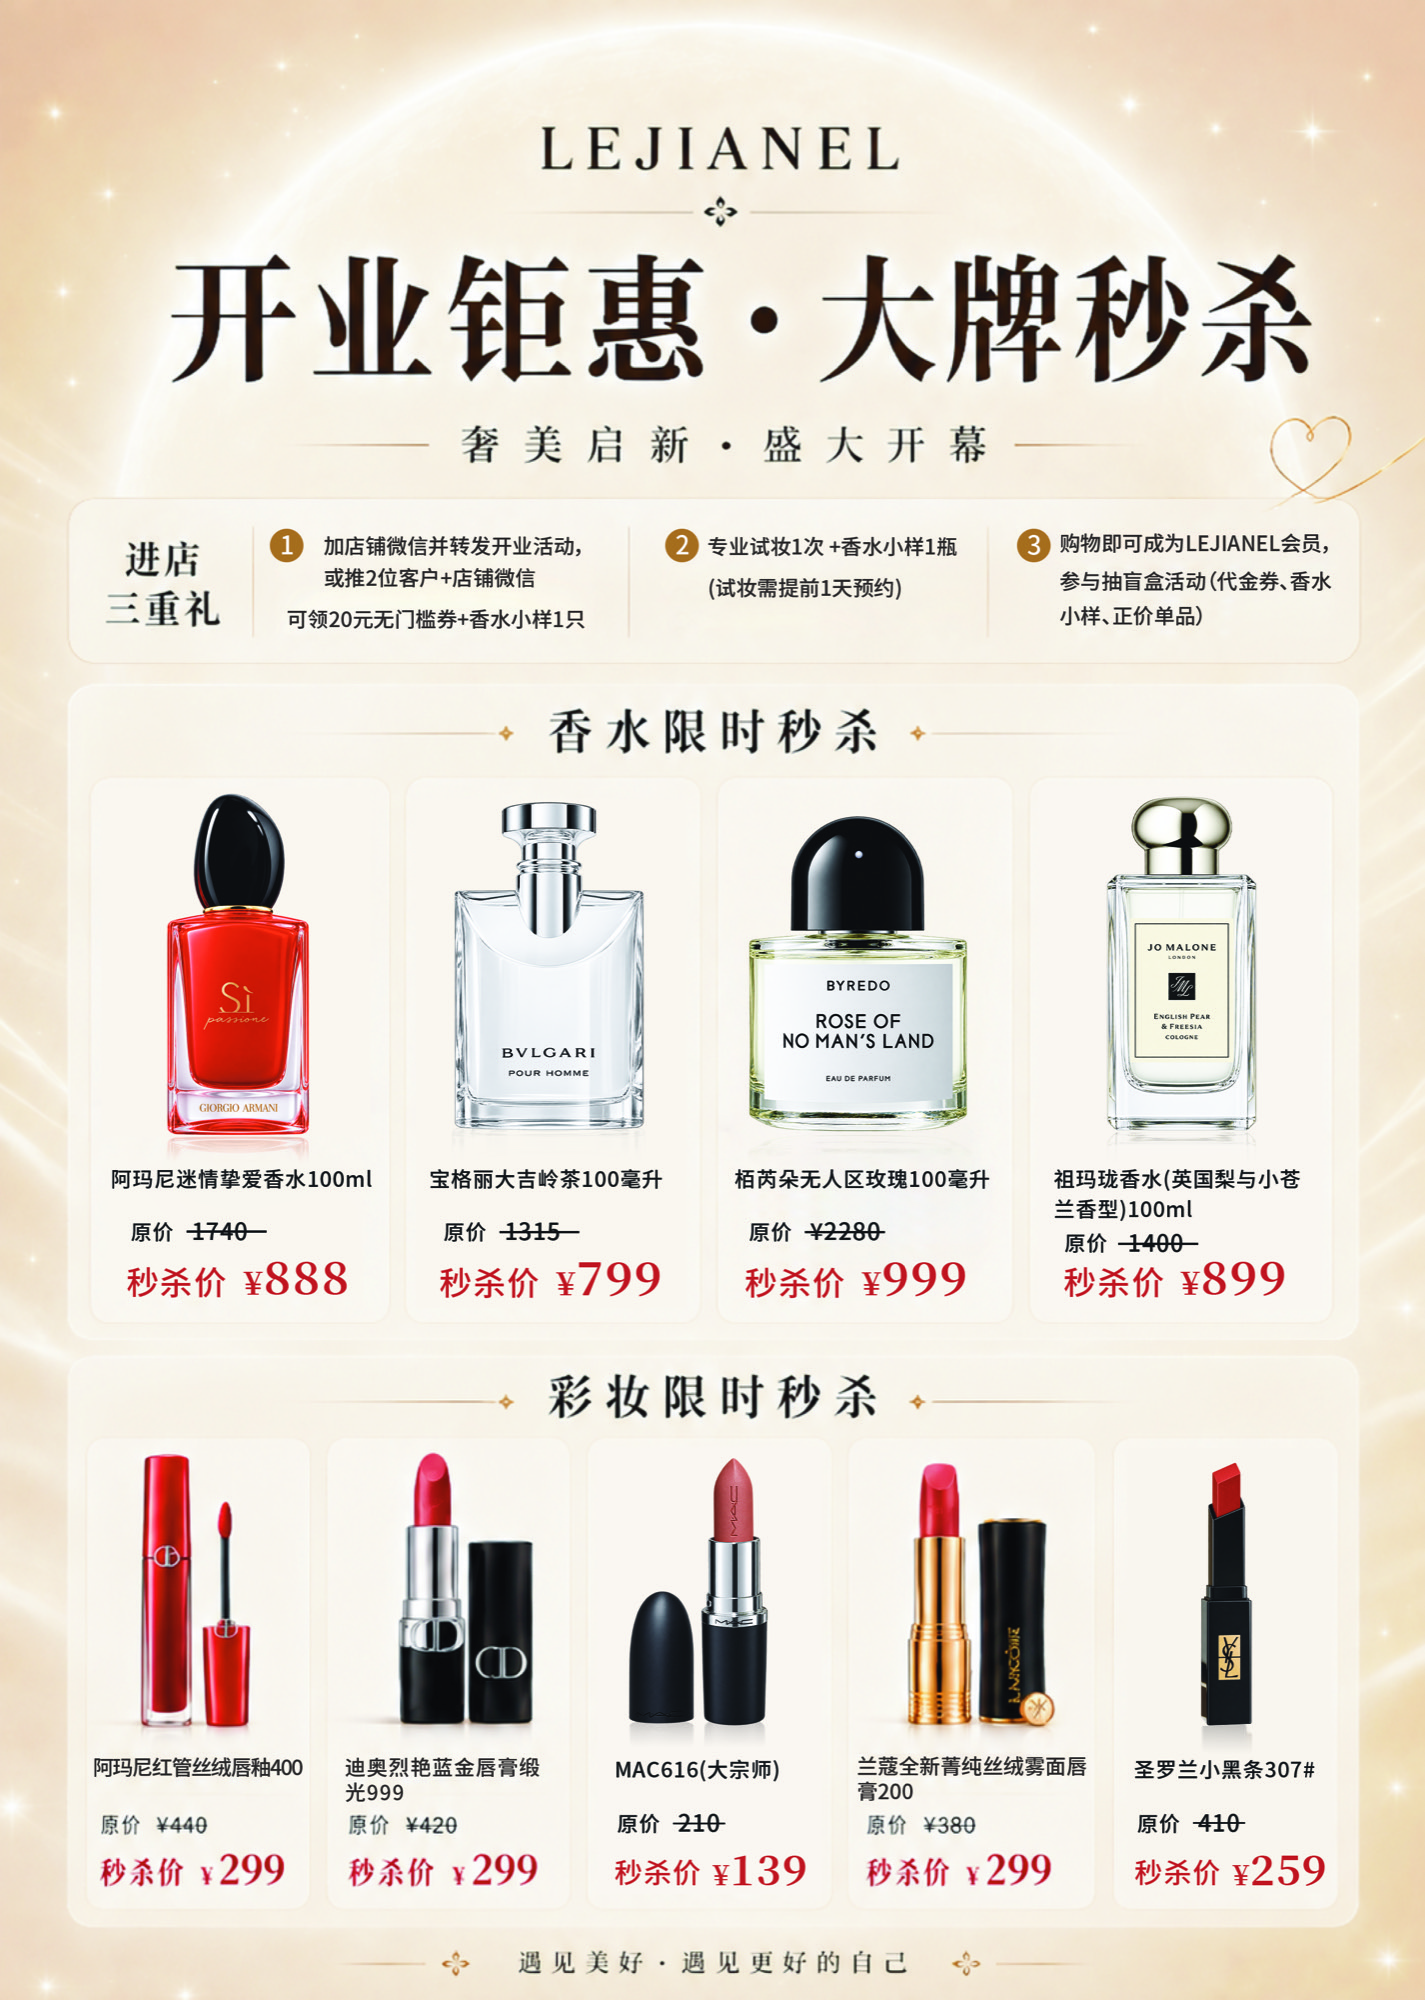 LEJIANEL
开业钜惠·大牌秒杀
奢美启新·盛大开幕
进店
三重礼
1 加店铺微信并转发开业活动，
或推2位客户+店铺微信
可领20元无门槛券+香水小样1只
2 专业试妆1次 +香水小样1瓶
(试妆需提前1天预约)
3 购物即可成为LEJIANEL会员，
参与抽盲盒活动（代金券、香水
小样、正价单品）
香水限时秒杀
Sì
passione
GIORGIO ARMANI
阿玛尼迷情挚爱香水100ml
原价 1740
秒杀价 ¥888
BVLGARI
POUR HOMME
宝格丽大吉岭茶100毫升
原价 1315
秒杀价 ¥799
BYREDO
ROSE OF
NO MAN'S LAND
EAU DE PARFUM
栢芮朵无人区玫瑰100毫升
原价 ¥2280
秒杀价 ¥999
JO MALONE
LONDON
JML
ENGLISH PEAR
& FREESIA
COLOGNE
祖玛珑香水(英国梨与小苍
兰香型)100ml
原价 1400
秒杀价 ¥899
彩妆限时秒杀
阿玛尼红管丝绒唇釉400
原价 ¥440
秒杀价 ¥299
CD
CD
迪奥烈艳蓝金唇膏缎
光999
原价 ¥420
秒杀价 ¥299
MAC
MAC
MAC616(大宗师)
原价 210
秒杀价 ¥139
LANCÔME
兰蔻全新菁纯丝绒雾面唇
膏200
原价 ¥380
秒杀价 ¥299
YSL
圣罗兰小黑条307#
原价 410
秒杀价 ¥259
遇见美好·遇见更好的自己